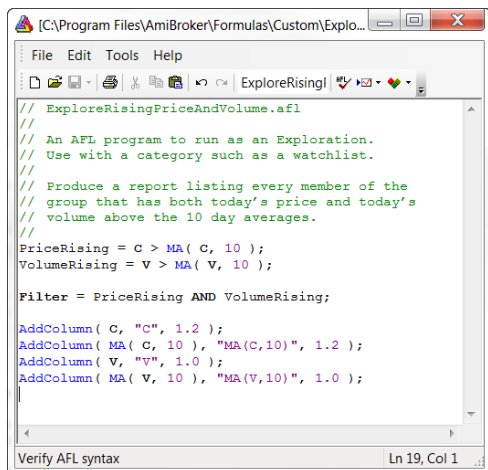 [C:\Program Files\AmiBroker\Formulas\Custom\Explo...
File Edit Tools Help
ExploreRisingl
// ExploreRisingPriceAndVolume.afl
//
// An AFL program to run as an Exploration.
// Use with a category such as a watchlist.
//
// Produce a report listing every member of the
// group that has both today's price and today's
// volume above the 10 day averages.
//
PriceRising = C > MA( C, 10 );
VolumeRising = V > MA( V, 10 );
Filter = PriceRising AND VolumeRising;
AddColumn( C, "C", 1.2 );
AddColumn( MA( C, 10 ), "MA(C,10)", 1.2 );
AddColumn( V, "V", 1.0 );
AddColumn( MA( V, 10 ), "MA(V,10)", 1.0 );
Verify AFL syntax Ln 19, Col 1